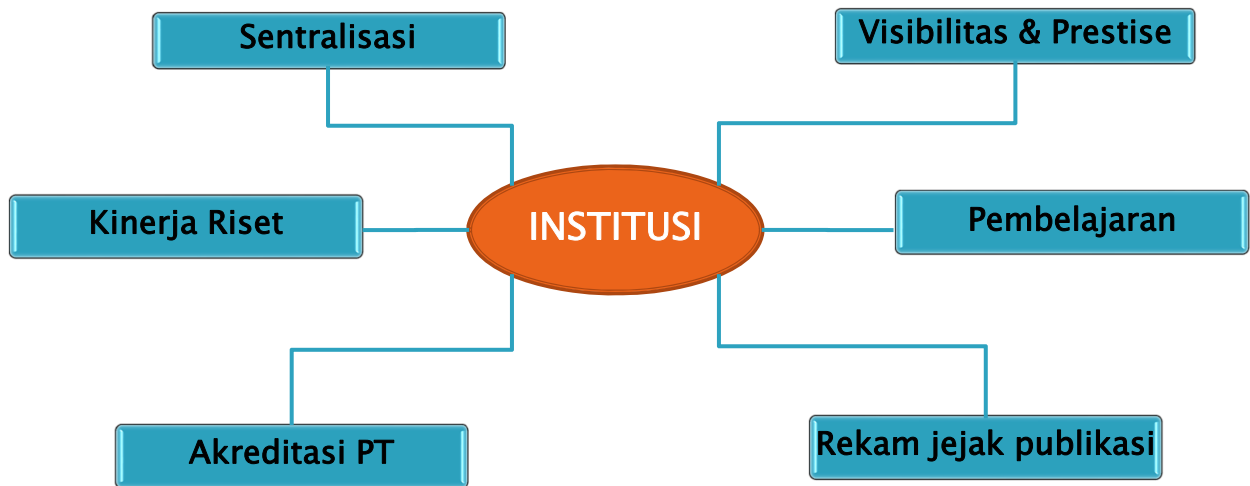 Sentralisasi
Visibilitas & Prestise
Kinerja Riset
INSTITUSI
Pembelajaran
Akreditasi PT
Rekam jejak publikasi